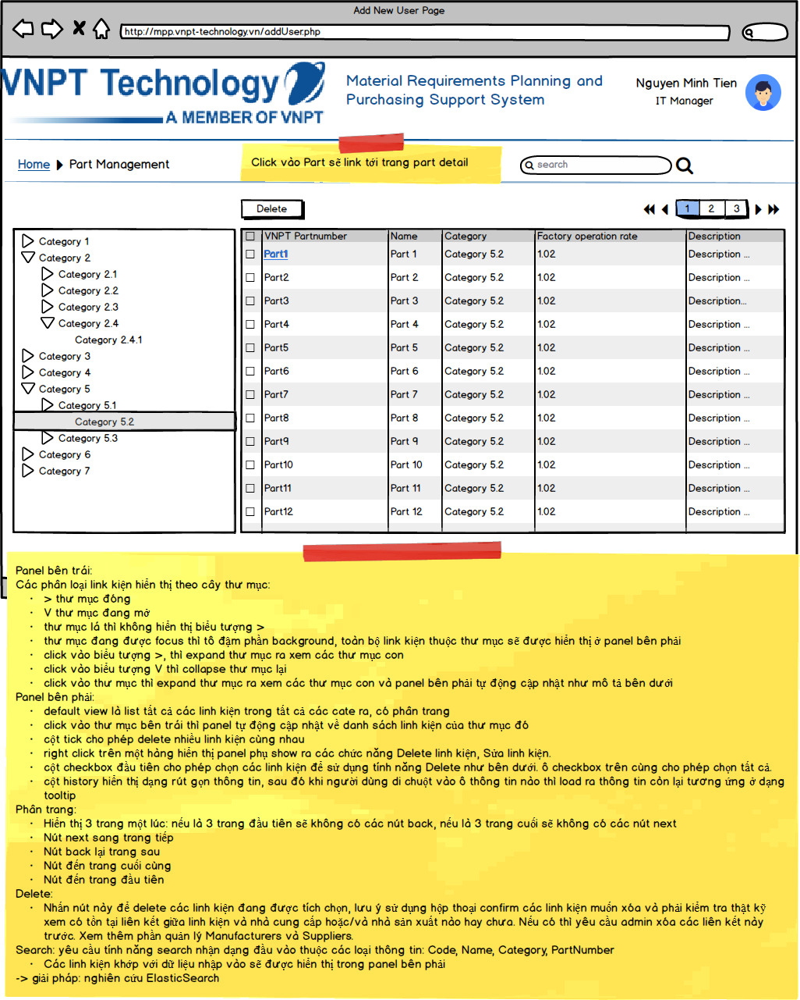 Add New User Page
http://mpp.vnpt-technology.vn/addUser.php
VNPT Technology
A MEMBER OF VNPT
Material Requirements Planning and
Purchasing Support System
Nguyen Minh Tien
IT Manager
Home Part Management
Click vào Part sẽ link tới trang part detail
search
Delete
1 2 3
Category 1
Category 2
Category 2.1
Category 2.2
Category 2.3
Category 2.4
Category 2.4.1
Category 3
Category 4
Category 5
Category 5.1
Category 5.2
Category 5.3
Category 6
Category 7
VNPT Partnumber Name Category Factory operation rate Description
Part1 Part 1 Category 5.2 1.02 Description ...
Part2 Part 2 Category 5.2 1.02 Description ...
Part3 Part 3 Category 5.2 1.02 Description...
Part4 Part 4 Category 5.2 1.02 Description ...
Part5 Part 5 Category 5.2 1.02 Description ...
Part6 Part 6 Category 5.2 1.02 Description ...
Part7 Part 7 Category 5.2 1.02 Description ...
Part8 Part 8 Category 5.2 1.02 Description ...
Part9 Part 9 Category 5.2 1.02 Description ...
Part10 Part 10 Category 5.2 1.02 Description ...
Part11 Part 11 Category 5.2 1.02 Description ...
Part12 Part 12 Category 5.2 1.02 Description ...
Panel bên trái:
Các phân loại link kiện hiển thị theo cây thư mục:
· > thư mục đóng
· V thư mục đang mở
· thư mục lá thì không hiển thị biểu tượng >
· thư mục đang được focus thì tô đậm phần background, toàn bộ link kiện thuộc thư mục sẽ được hiển thị ở panel bên phải
· click vào biểu tượng >, thì expand thư mục ra xem các thư mục con
· click vào biểu tượng V thì collapse thư mục lại
· click vào thư mục thì expand thư mục ra xem các thư mục con và panel bên phải tự động cập nhật như mô tả bên dưới
Panel bên phải:
· default view là list tất cả các linh kiện trong tất cả các cate ra, có phân trang
· click vào thư mục bên trái thì panel tự động cập nhật về danh sách linh kiện của thư mục đó
· cột tick cho phép delete nhiều linh kiện cùng nhau
· right click trên một hàng hiển thị panel phụ show ra các chức năng Delete linh kiện, Sửa linh kiện.
· cột checkbox đầu tiên cho phép chọn các linh kiện để sử dụng tính năng Delete như bên dưới. ô checkbox trên cùng cho phép chọn tất cả.
· cột history hiển thị dạng rút gọn thông tin, sau đó khi người dùng di chuột vào ô thông tin nào thì load ra thông tin còn lại tương ứng ở dạng
tooltip
Phân trang:
· Hiển thị 3 trang một lúc: nếu là 3 trang đầu tiên sẽ không có các nút back, nếu là 3 trang cuối sẽ không có các nút next
· Nút next sang trang tiếp
· Nút back lại trang sau
· Nút đến trang cuối cùng
· Nút đến trang đầu tiên
Delete:
· Nhấn nút này để delete các linh kiện đang được tích chọn, lưu ý sử dụng hộp thoại confirm các linh kiện muốn xóa và phải kiểm tra thật kỹ
xem có tồn tại liên kết giữa linh kiện và nhà cung cấp hoặc/và nhà sản xuất nào hay chưa. Nếu có thì yêu cầu admin xóa các liên kết này
trước. Xem thêm phần quản lý Manufacturers và Suppliers.
Search: yêu cầu tính năng search nhận dạng đầu vào thuộc các loại thông tin: Code, Name, Category, PartNumber
· Các linh kiện khớp với dữ liệu nhập vào sẽ được hiển thị trong panel bên phải
-> giải pháp: nghiên cứu ElasticSearch